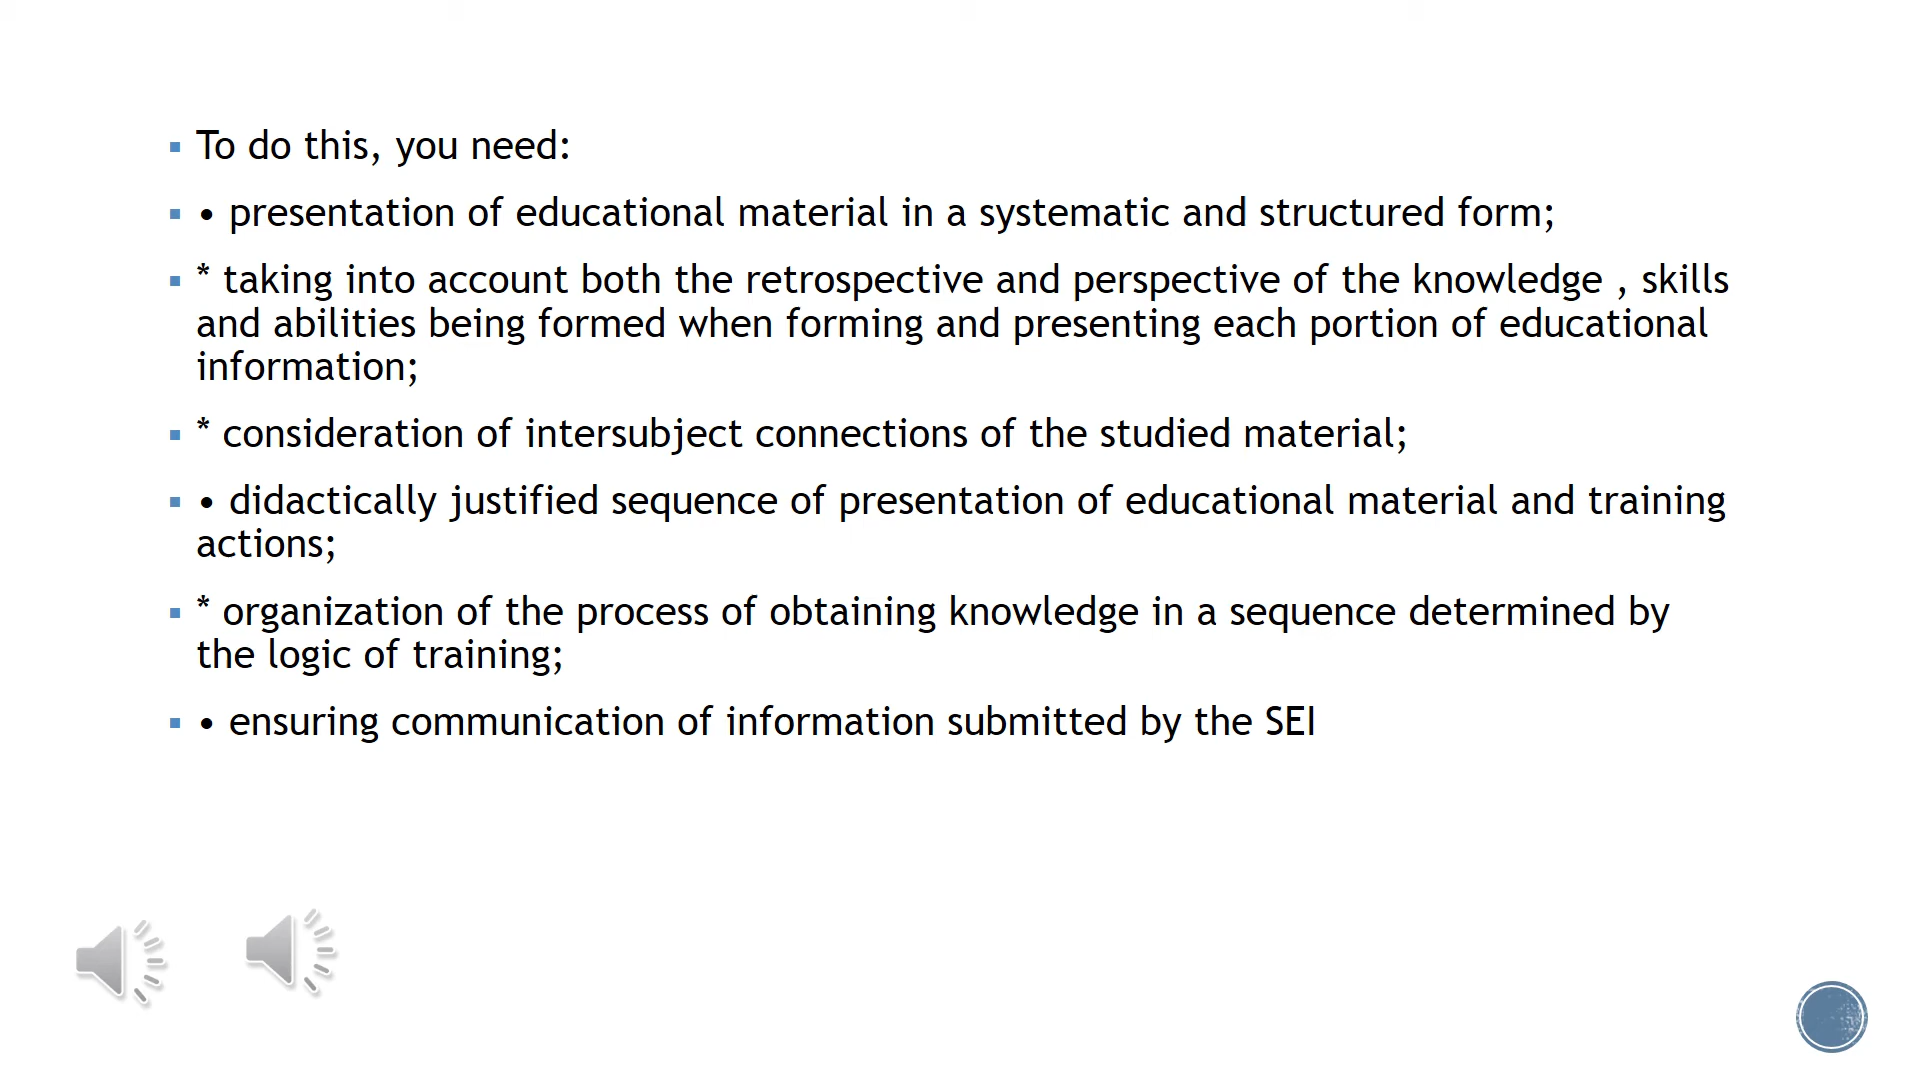 ▪ To do this, you need:
▪ • presentation of educational material in a systematic and structured form;
▪ * taking into account both the retrospective and perspective of the knowledge , skills
and abilities being formed when forming and presenting each portion of educational
information;
▪ * consideration of intersubject connections of the studied material;
▪ • didactically justified sequence of presentation of educational material and training
actions;
▪ * organization of the process of obtaining knowledge in a sequence determined by
the logic of training;
▪ • ensuring communication of information submitted by the SEI